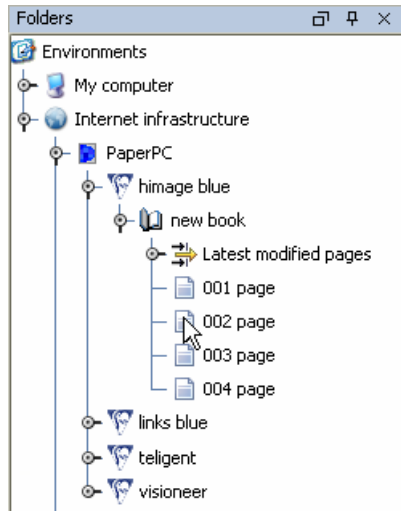 Folders
Environments
My computer
Internet infrastructure
PaperPC
himage blue
new book
Latest modified pages
001 page
002 page
003 page
004 page
links blue
teligent
visioneer